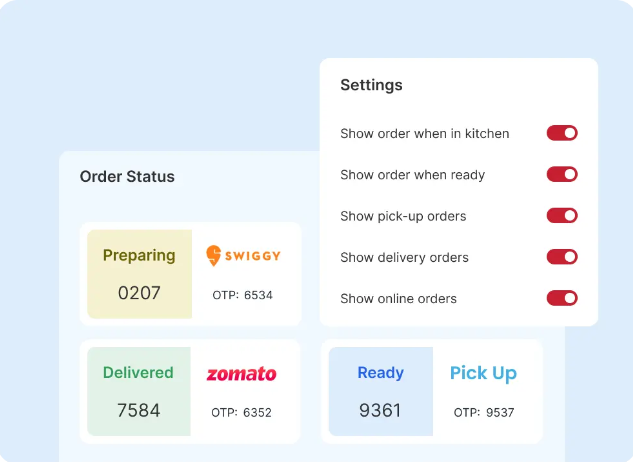 Settings
Show order when in kitchen
Show order when ready
Show pick-up orders
Show delivery orders
Show online orders
Order Status
Preparing
0207
SWIGGY
OTP: 6534
Delivered
7584
zomato
OTP: 6352
Ready
9361
Pick Up
OTP: 9537